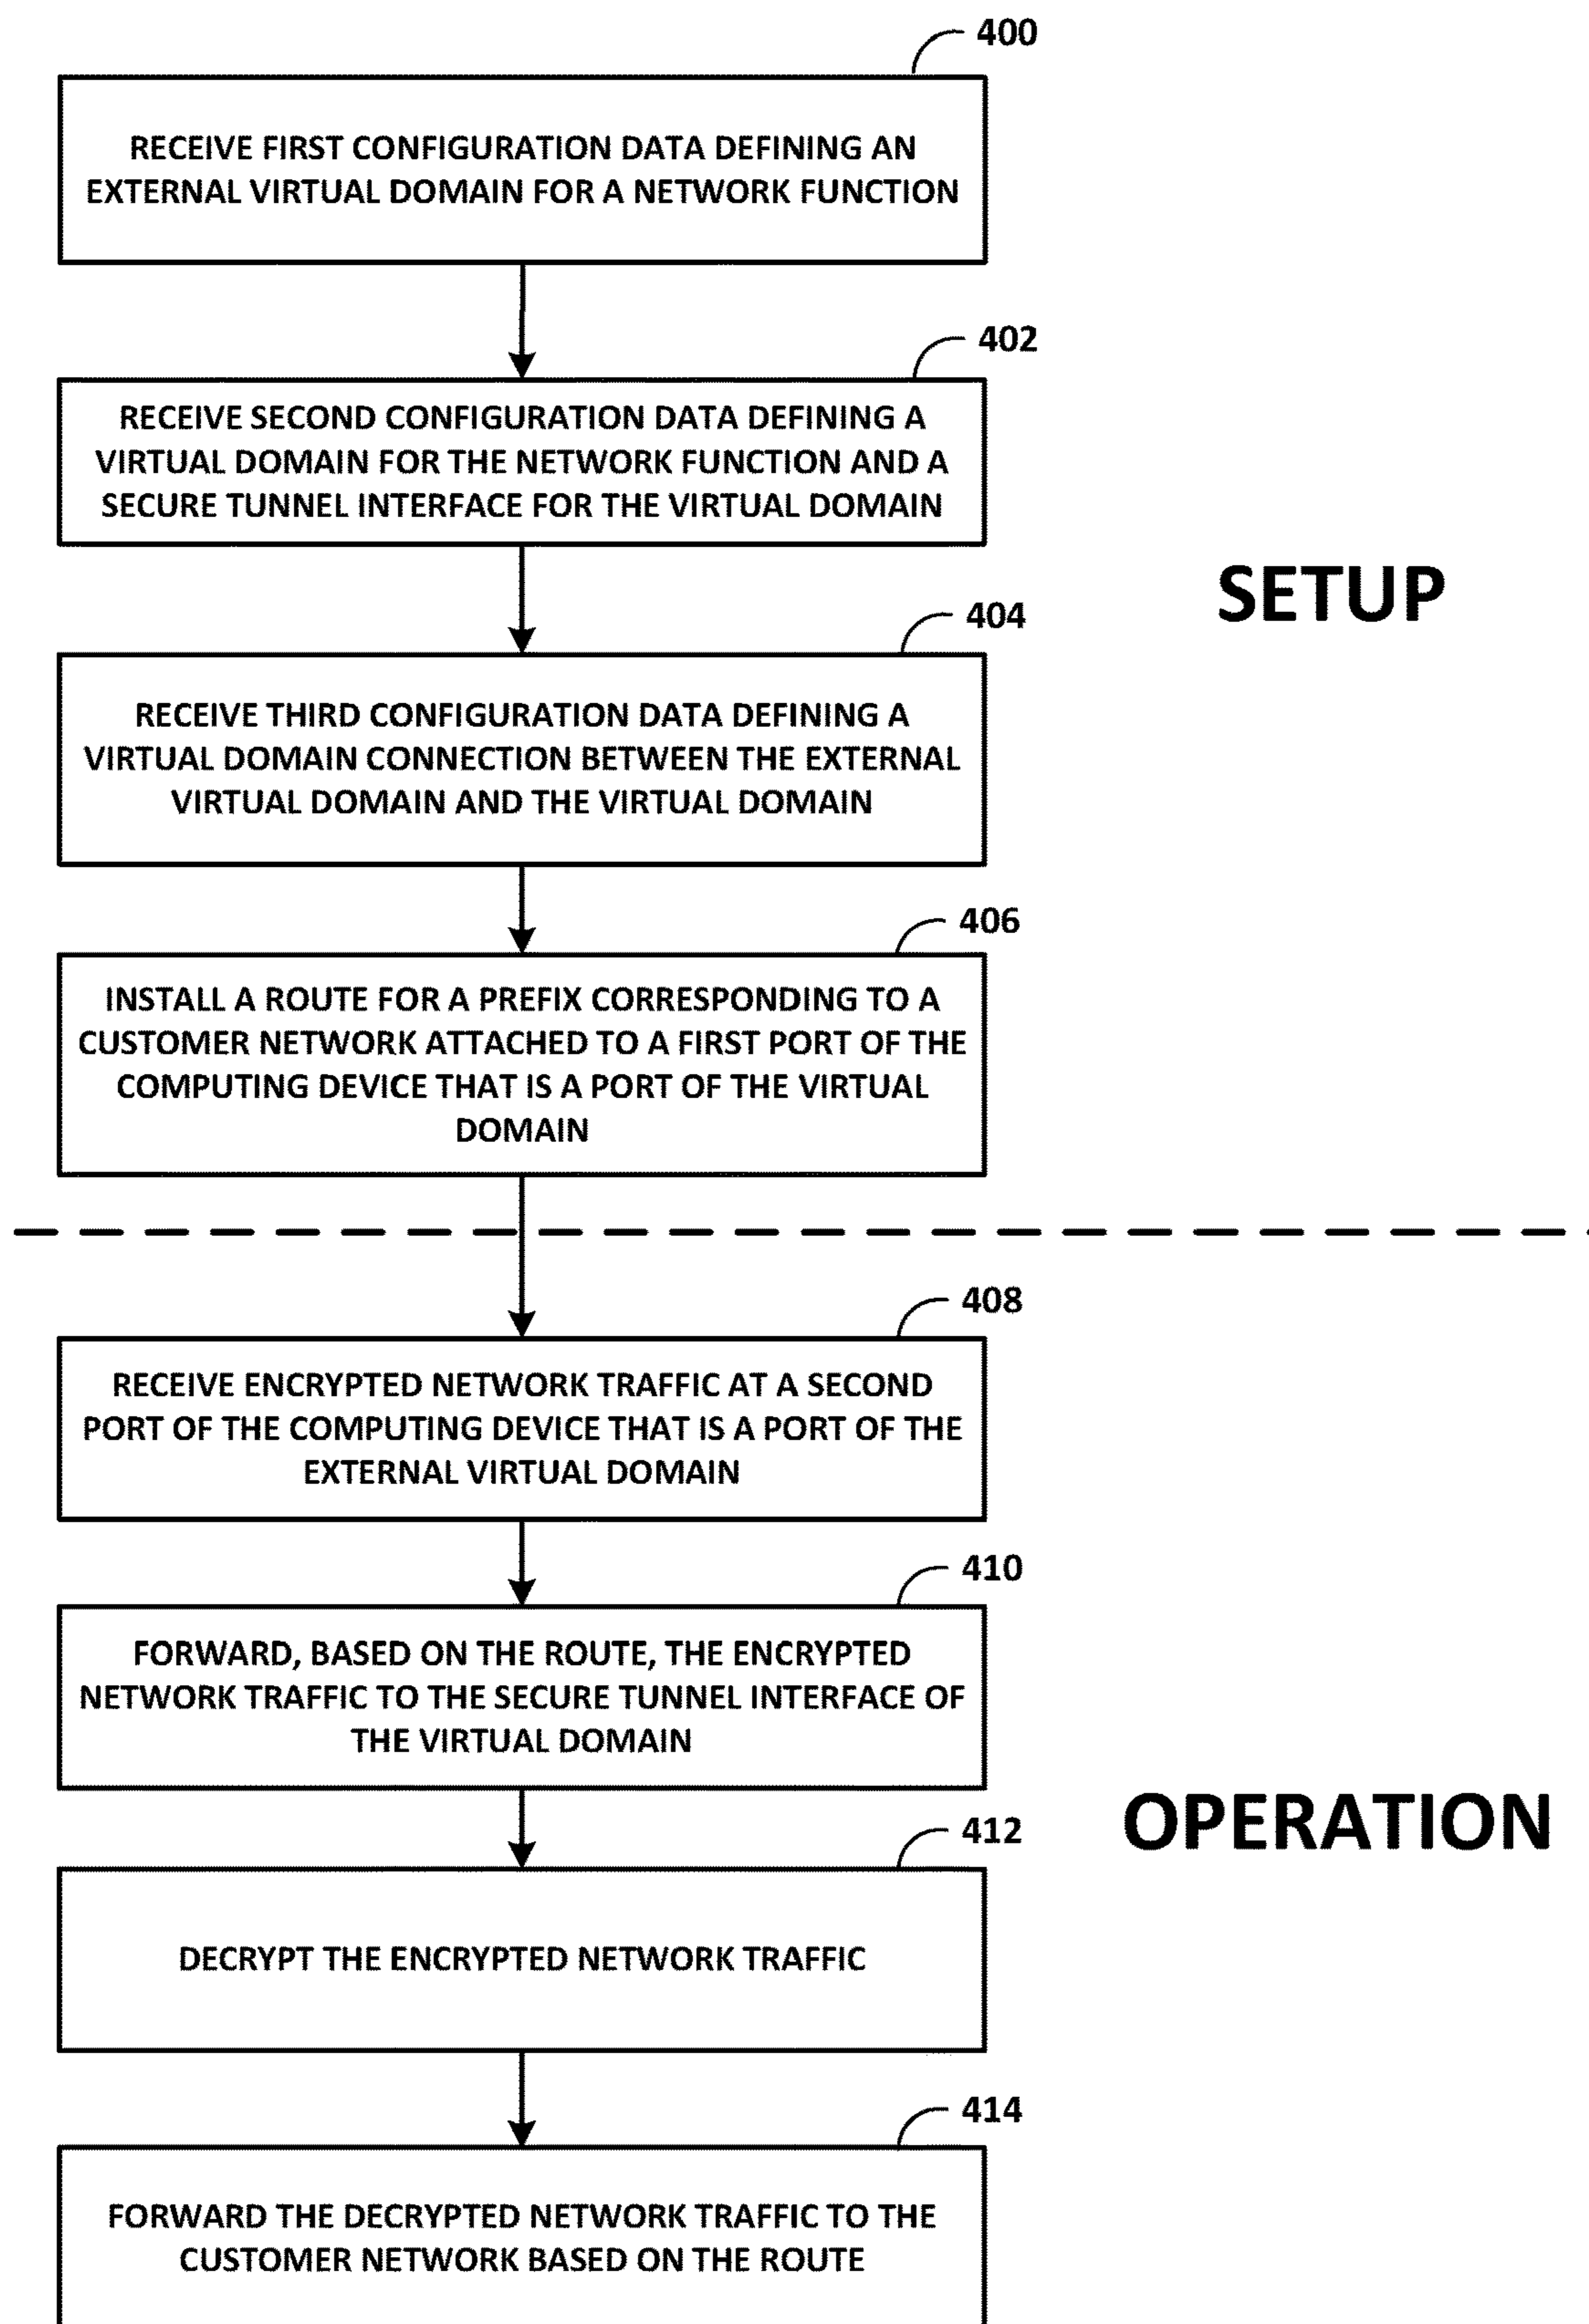 400
RECEIVE FIRST CONFIGURATION DATA DEFINING AN
EXTERNAL VIRTUAL DOMAIN FOR A NETWORK FUNCTION
402
RECEIVE SECOND CONFIGURATION DATA DEFINING A
VIRTUAL DOMAIN FOR THE NETWORK FUNCTION AND A
SECURE TUNNEL INTERFACE FOR THE VIRTUAL DOMAIN
SETUP
404
RECEIVE THIRD CONFIGURATION DATA DEFINING A
VIRTUAL DOMAIN CONNECTION BETWEEN THE EXTERNAL
VIRTUAL DOMAIN AND THE VIRTUAL DOMAIN
406
INSTALL A ROUTE FOR A PREFIX CORRESPONDING TO A
CUSTOMER NETWORK ATTACHED TO A FIRST PORT OF THE
COMPUTING DEVICE THAT IS A PORT OF THE VIRTUAL
DOMAIN
408
RECEIVE ENCRYPTED NETWORK TRAFFIC AT A SECOND
PORT OF THE COMPUTING DEVICE THAT IS A PORT OF THE
EXTERNAL VIRTUAL DOMAIN
410
FORWARD, BASED ON THE ROUTE, THE ENCRYPTED
NETWORK TRAFFIC TO THE SECURE TUNNEL INTERFACE OF
THE VIRTUAL DOMAIN
OPERATION
412
DECRYPT THE ENCRYPTED NETWORK TRAFFIC
414
FORWARD THE DECRYPTED NETWORK TRAFFIC TO THE
CUSTOMER NETWORK BASED ON THE ROUTE